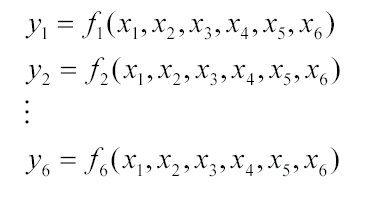 y₁ = f₁(x₁, x₂, x₃, x₄, x₅, x₆)
y₂ = f₂(x₁, x₂, x₃, x₄, x₅, x₆)
⋮
y₆ = f₆(x₁, x₂, x₃, x₄, x₅, x₆)